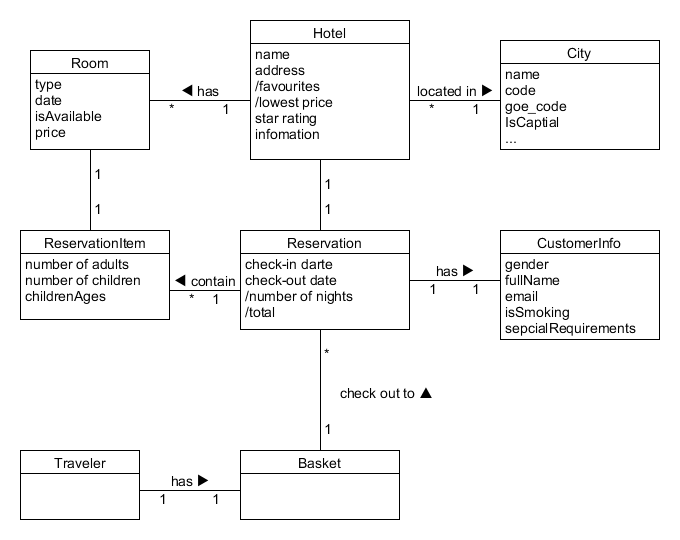 Hotel
name
address
/favourites
/lowest price
star rating
infomation
Room
type
date
isAvailable
price
◀ has
*
1
located in ▶
*
1
City
name
code
goe_code
IsCaptial
...
1
1
1
1
ReservationItem
number of adults
number of children
childrenAges
◀ contain
*
1
Reservation
check-in darte
check-out date
/number of nights
/total
has ▶
1
1
CustomerInfo
gender
fullName
email
isSmoking
sepcialRequirements
*
check out to ▲
1
Traveler
has ▶
1
1
Basket